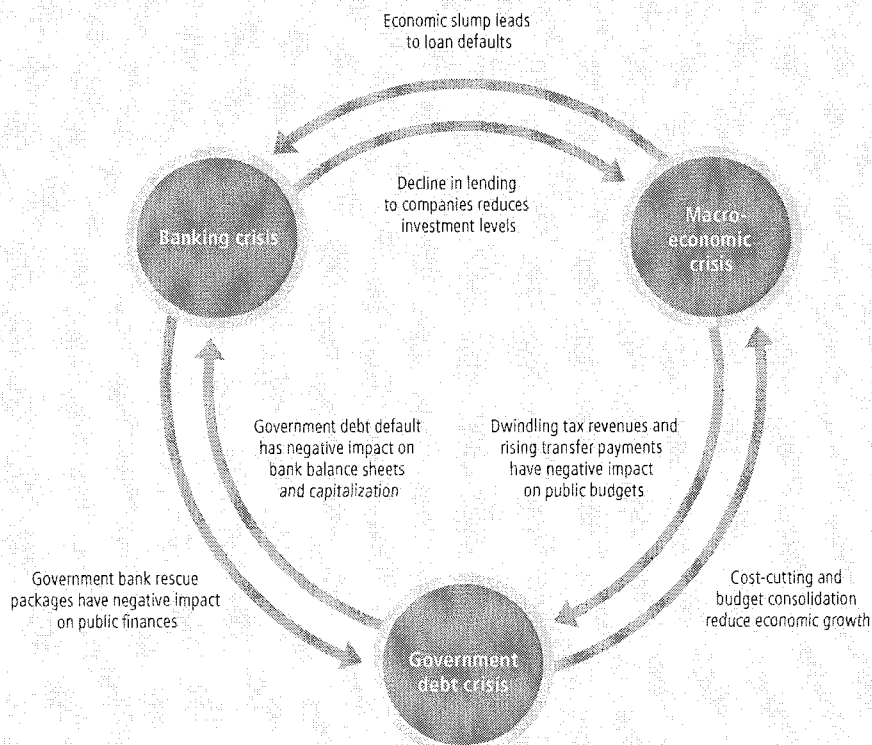 Economic slump leads
to loan defaults
Decline in lending
to companies reduces
investment levels
Banking crisis
Macro-
economic
crisis
Government debt default
has negative impact on
bank balance sheets
and capitalization
Dwindling tax revenues and
rising transfer payments
have negative impact
on public budgets
Government bank rescue
packages have negative impact
on public finances
Cost-cutting and
budget consolidation
reduce economic growth
Government
debt crisis